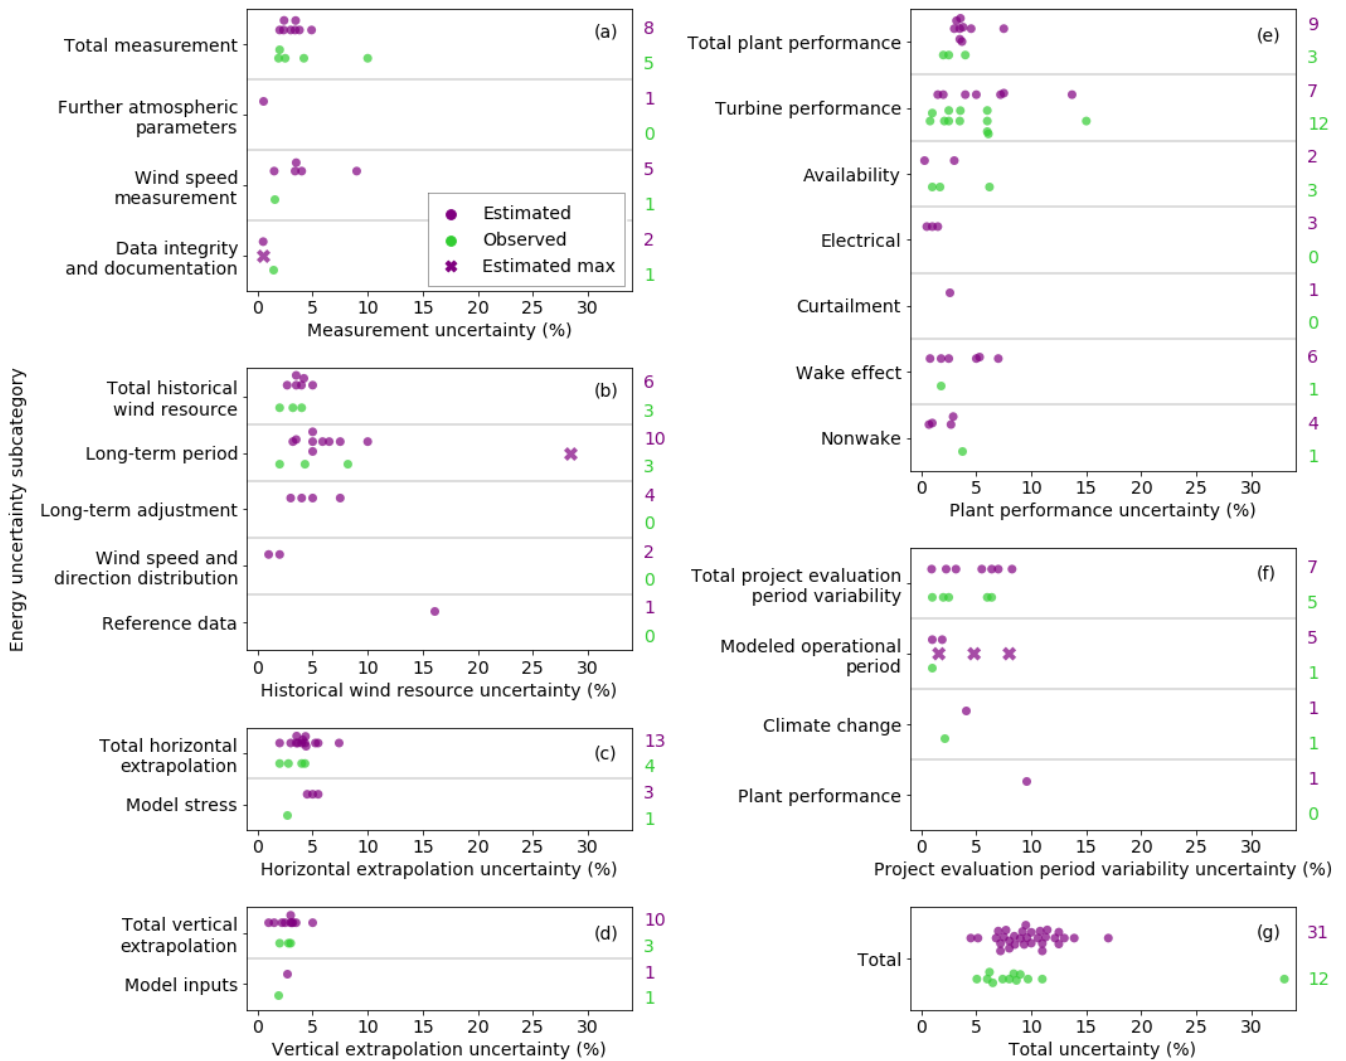 Energy uncertainty subcategory
(a)
Total measurement
8
5
Further atmospheric
parameters
1
0
Wind speed
measurement
5
1
Data integrity
and documentation
2
1
Estimated
Observed
Estimated max
0 5 10 15 20 25 30
Measurement uncertainty (%)
(b)
Total historical
wind resource
6
3
Long-term period
10
3
Long-term adjustment
4
0
Wind speed and
direction distribution
2
0
Reference data
1
0
0 5 10 15 20 25 30
Historical wind resource uncertainty (%)
(c)
Total horizontal
extrapolation
13
4
Model stress
3
1
0 5 10 15 20 25 30
Horizontal extrapolation uncertainty (%)
(d)
Total vertical
extrapolation
10
3
Model inputs
1
1
0 5 10 15 20 25 30
Vertical extrapolation uncertainty (%)
(e)
Total plant performance
9
3
Turbine performance
7
12
Availability
2
3
Electrical
3
0
Curtailment
1
0
Wake effect
6
1
Nonwake
4
1
0 5 10 15 20 25 30
Plant performance uncertainty (%)
(f)
Total project evaluation
period variability
7
5
Modeled operational
period
5
1
Climate change
1
1
Plant performance
1
0
0 5 10 15 20 25 30
Project evaluation period variability uncertainty (%)
(g)
Total
31
12
0 5 10 15 20 25 30
Total uncertainty (%)